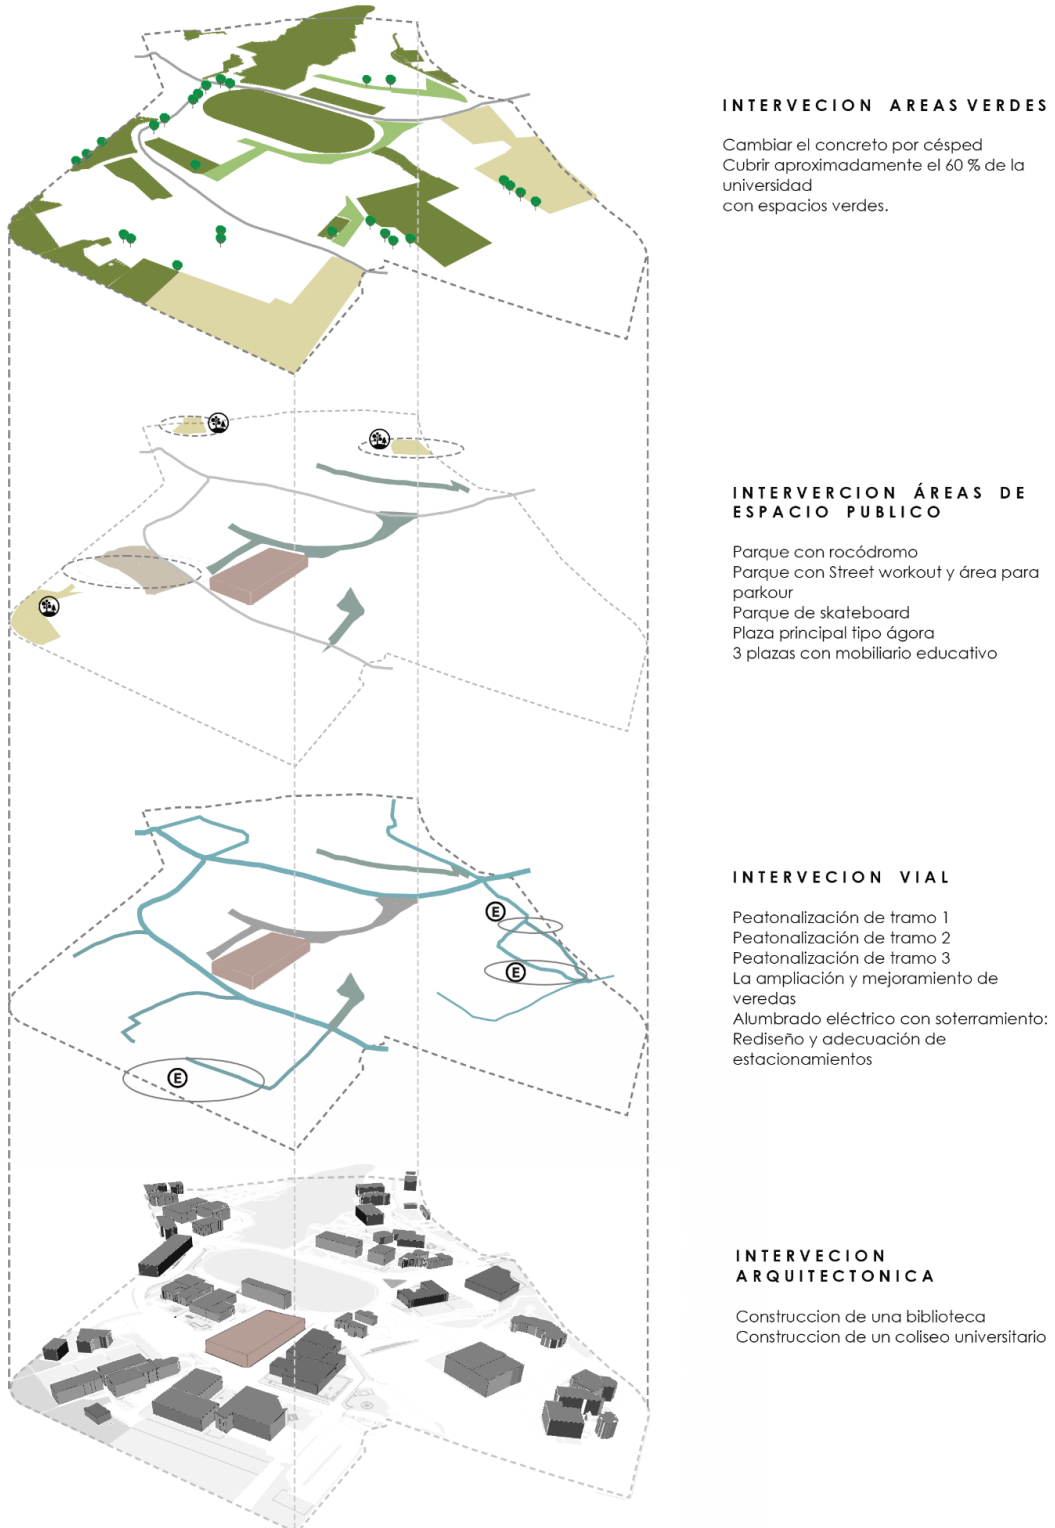 INTERVECION AREAS VERDES
Cambiar el concreto por césped
Cubrir aproximadamente el 60 % de la
universidad
con espacios verdes.
INTERVERCION ÁREAS DE
ESPACIO PUBLICO
Parque con rocódromo
Parque con Street workout y área para
parkour
Parque de skateboard
Plaza principal tipo ágora
3 plazas con mobiliario educativo
INTERVECION VIAL
E
Peatonalización de tramo 1
Peatonalización de tramo 2
Peatonalización de tramo 3
E
La ampliación y mejoramiento de
veredas
Alumbrado eléctrico con soterramiento:
Rediseño y adecuación de
estacionamientos
E
INTERVECION
ARQUITECTONICA
Construccion de una biblioteca
Construccion de un coliseo universitario